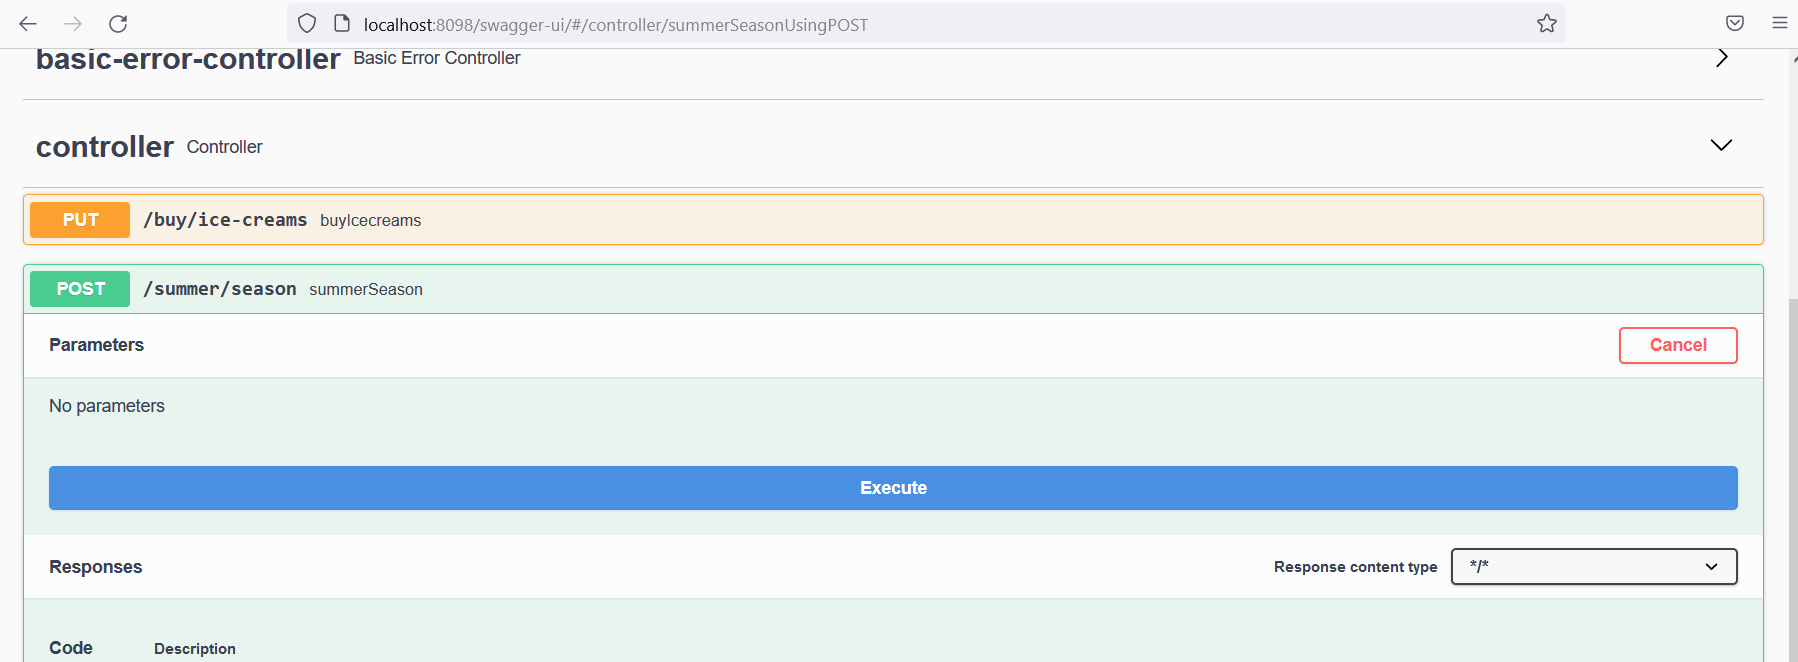 localhost:8098/swagger-ui/#/controller/summerSeasonUsingPOST
basic-error-controller Basic Error Controller
controller Controller
PUT /buy/ice-creams buyIcecreams
POST /summer/season summerSeason
Parameters Cancel
No parameters
Execute
Responses Response content type */*
Code Description